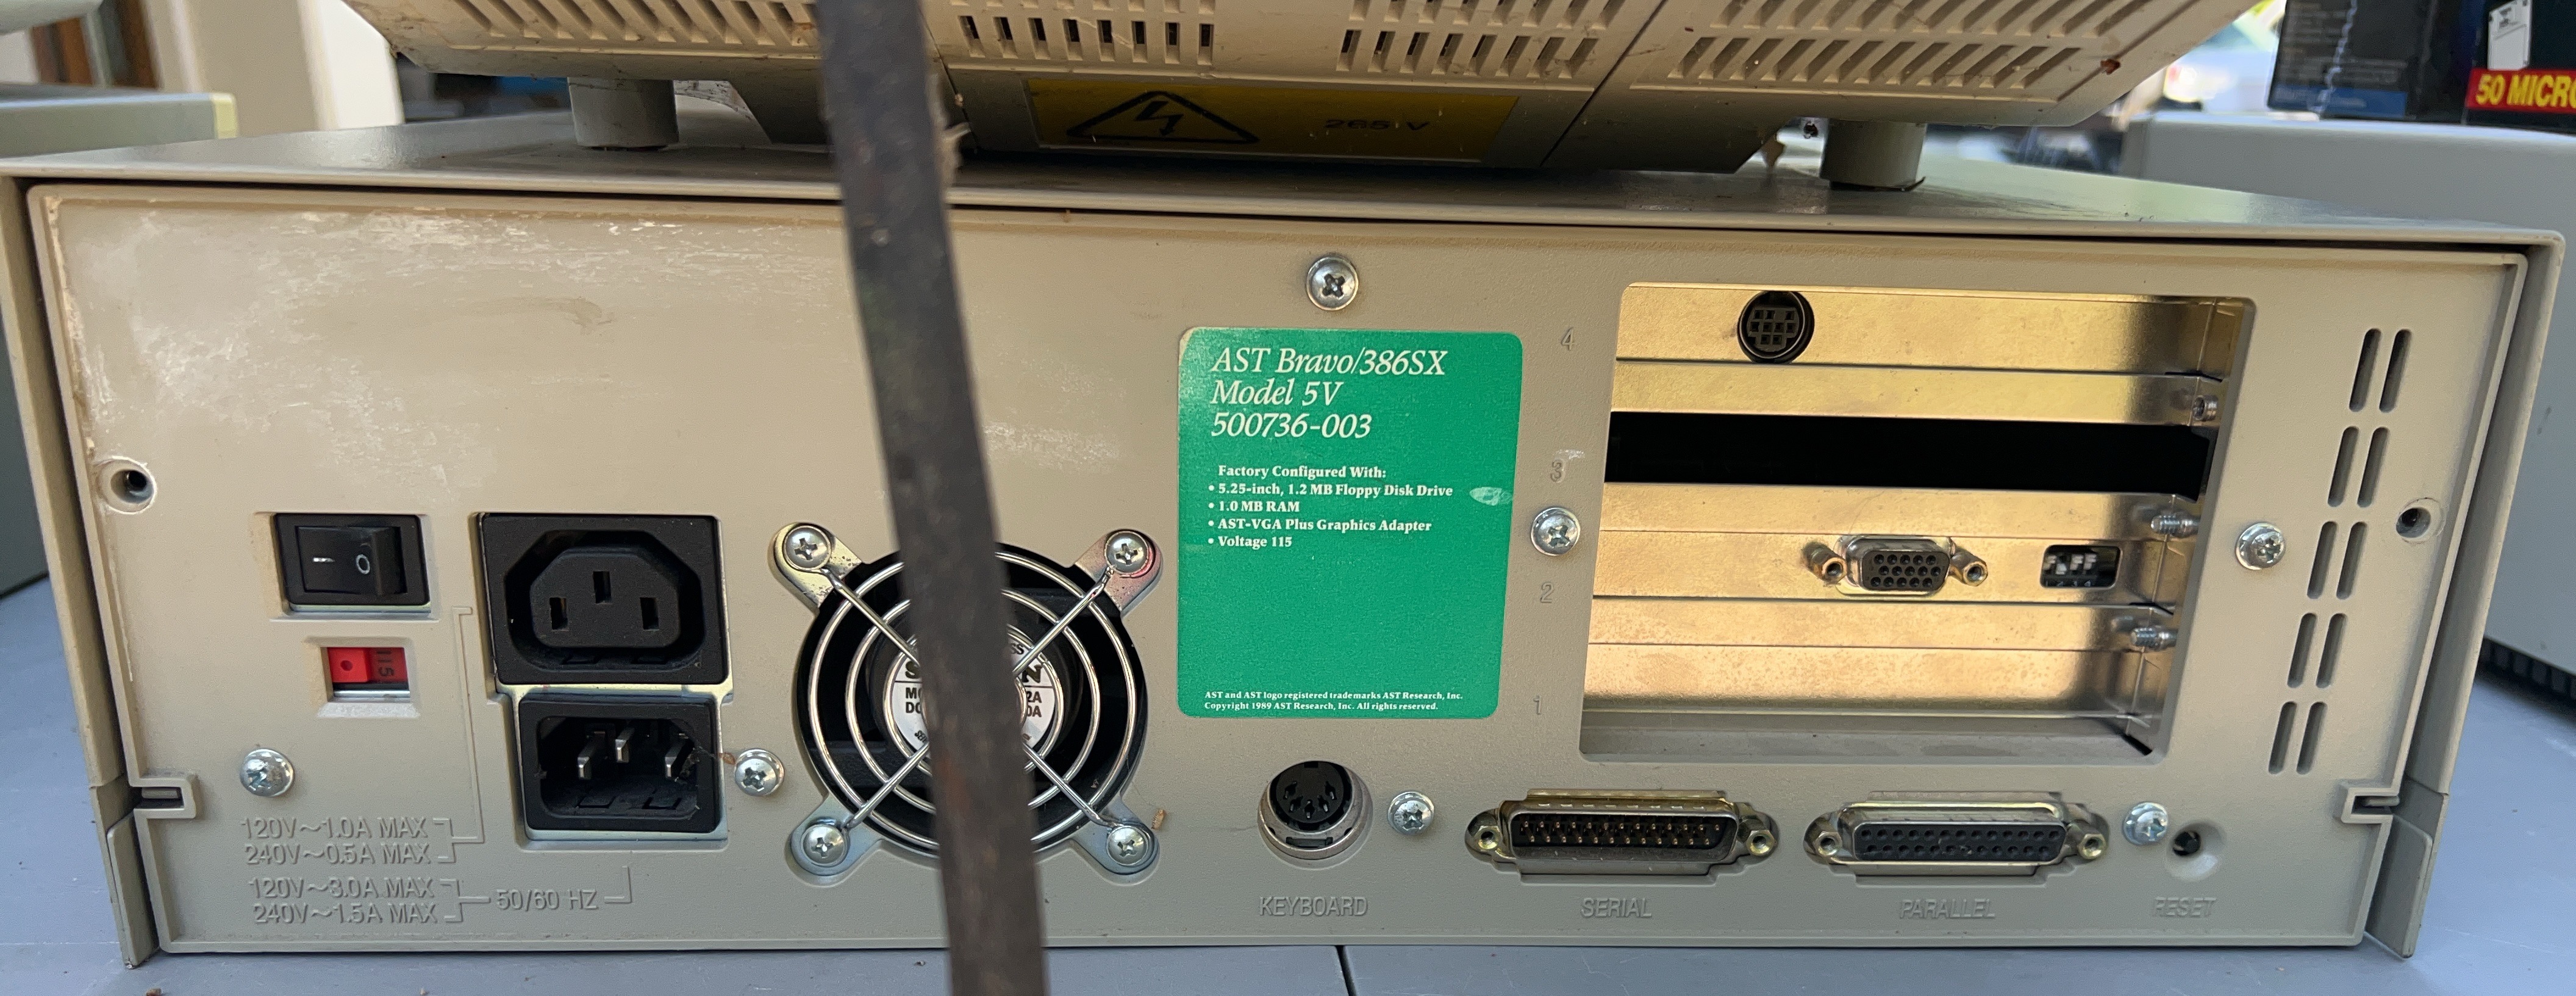 265 V
50 MICRO
AST Bravo/386SX
Model 5V
500736-003
Factory Configured With:
• 5.25-inch, 1.2 MB Floppy Disk Drive
• 1.0 MB RAM
• AST-VGA Plus Graphics Adapter
• Voltage 115
AST and AST logo registered trademarks AST Research, Inc.
Copyright 1989 AST Research, Inc. All rights reserved.
4
3
2
1
115
120V~1.0A MAX
240V~0.5A MAX
120V~3.0A MAX
240V~1.5A MAX
50/60 HZ
KEYBOARD
SERIAL
PARALLEL
RESET